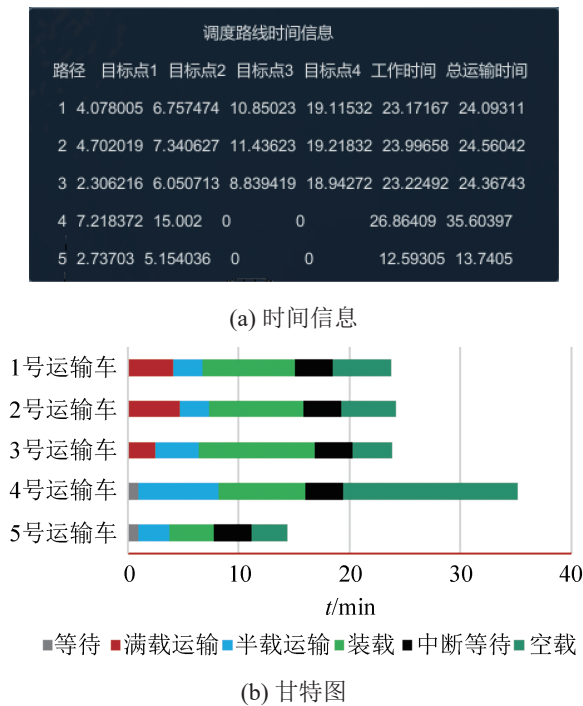 调度路线时间信息
路径 目标点1 目标点2 目标点3 目标点4 工作时间 总运输时间
1 4.078005 6.757474 10.85023 19.11532 23.17167 24.09311
2 4.702019 7.340627 11.43623 19.21832 23.99658 24.56042
3 2.306216 6.050713 8.839419 18.94272 23.22492 24.36743
4 7.218372 15.002 0 0 26.86409 35.60397
5 2.73703 5.154036 0 0 12.59305 13.7405
(a) 时间信息
1号运输车
2号运输车
3号运输车
4号运输车
5号运输车
0 10 20 30 40
t/min
等待 满载运输 半载运输 装载 中断等待 空载
(b) 甘特图